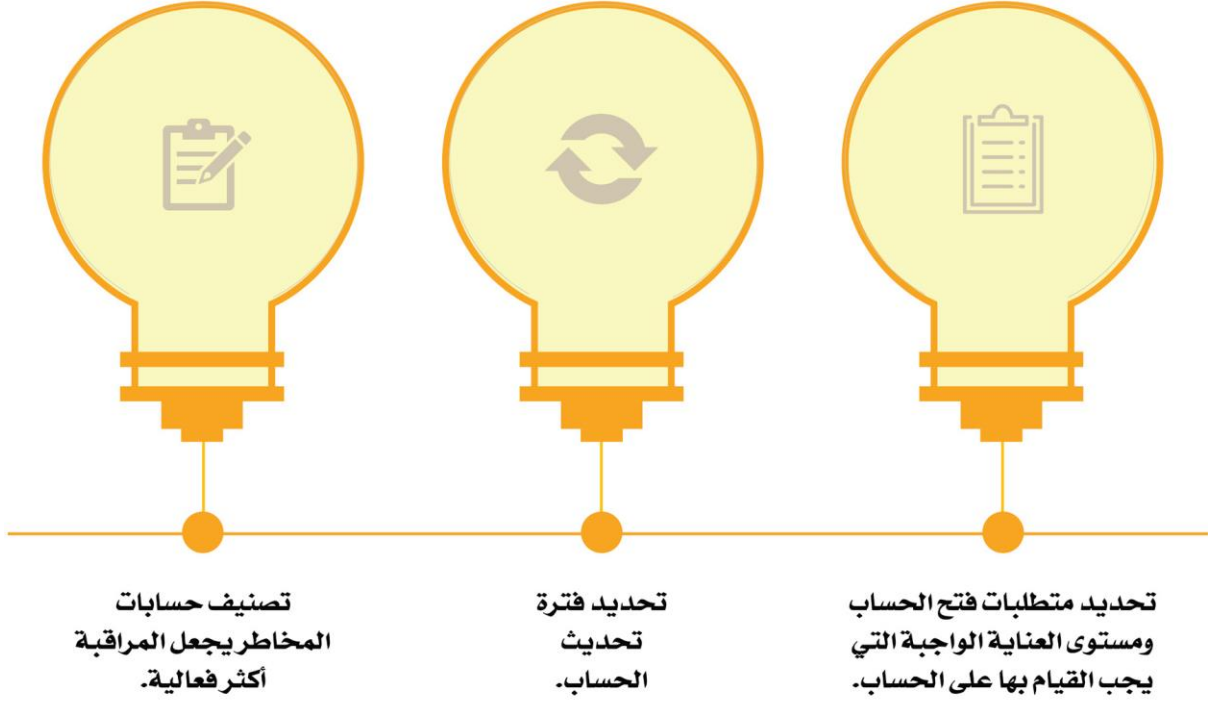 تحديد متطلبات فتح الحساب
ومستوى العناية الواجبة التي
يجب القيام بها على الحساب.
تحديد فترة
تحديث
الحساب.
تصنيف حسابات
المخاطر يجعل المراقبة
أكثر فعالية.